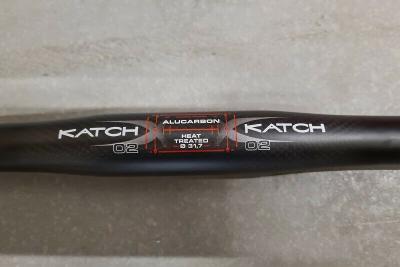 KATCH
02
ALUCARBON
HEAT
TREATED
Ø 31,7
KATCH
02